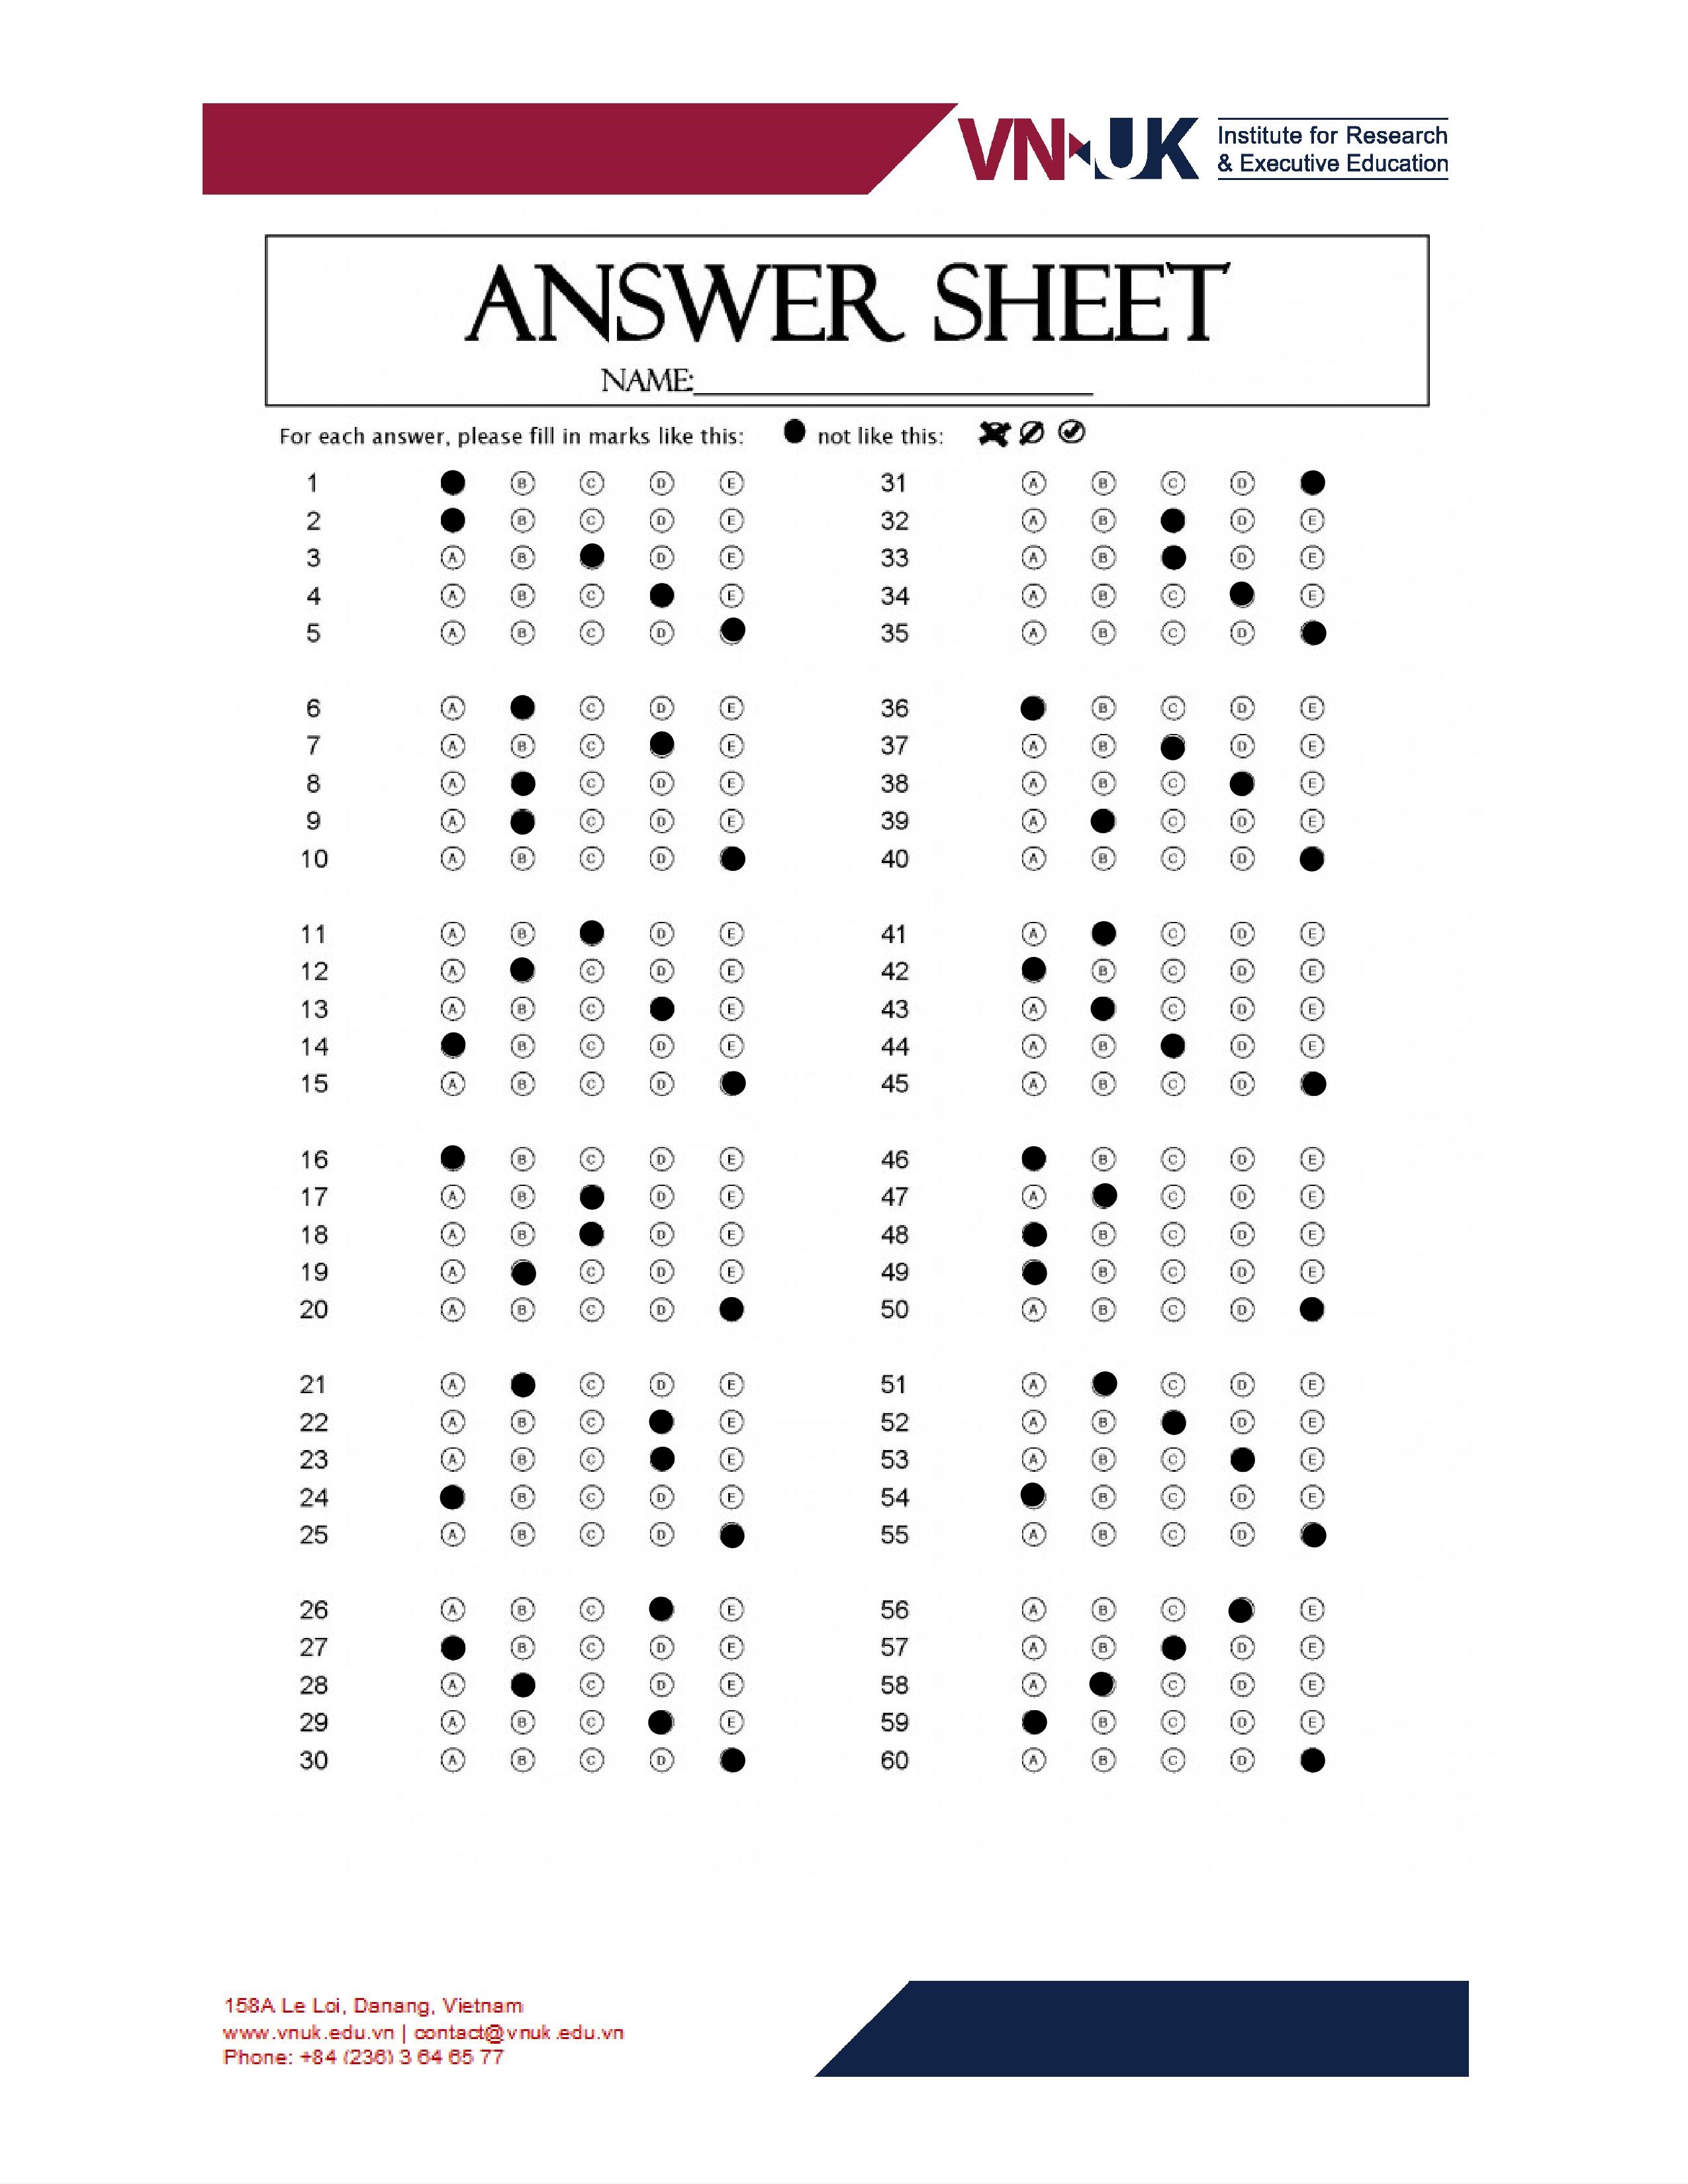 VN UK Institute for Research
& Executive Education
ANSWER SHEET
NAME:
For each answer, please fill in marks like this: not like this:
1 B C D E 31 A B C D
2 B C D E 32 A B D E
3 A B D E 33 A B D E
4 A B C E 34 A B C E
5 A B C D 35 A B C D
6 A C D E 36 B C D E
7 A B C E 37 A B D E
8 A C D E 38 A B C E
9 A C D E 39 A C D E
10 A B C D 40 A B C D
11 A B D E 41 A C D E
12 A C D E 42 B C D E
13 A B C E 43 A C D E
14 B C D E 44 A B D E
15 A B C D 45 A B C D
16 B C D E 46 B C D E
17 A B D E 47 A C D E
18 A B D E 48 B C D E
19 A C D E 49 B C D E
20 A B C D 50 A B C D
21 A C D E 51 A C D E
22 A B C E 52 A B D E
23 A B C E 53 A B C E
24 B C D E 54 B C D E
25 A B C D 55 A B C D
26 A B C E 56 A B C E
27 B C D E 57 A B D E
28 A C D E 58 A C D E
29 A B C E 59 B C D E
30 A B C D 60 A B C D
158A Le Loi, Danang, Vietnam
www.vnuk.edu.vn | contact@vnuk.edu.vn
Phone: +84 (236) 3 64 65 77